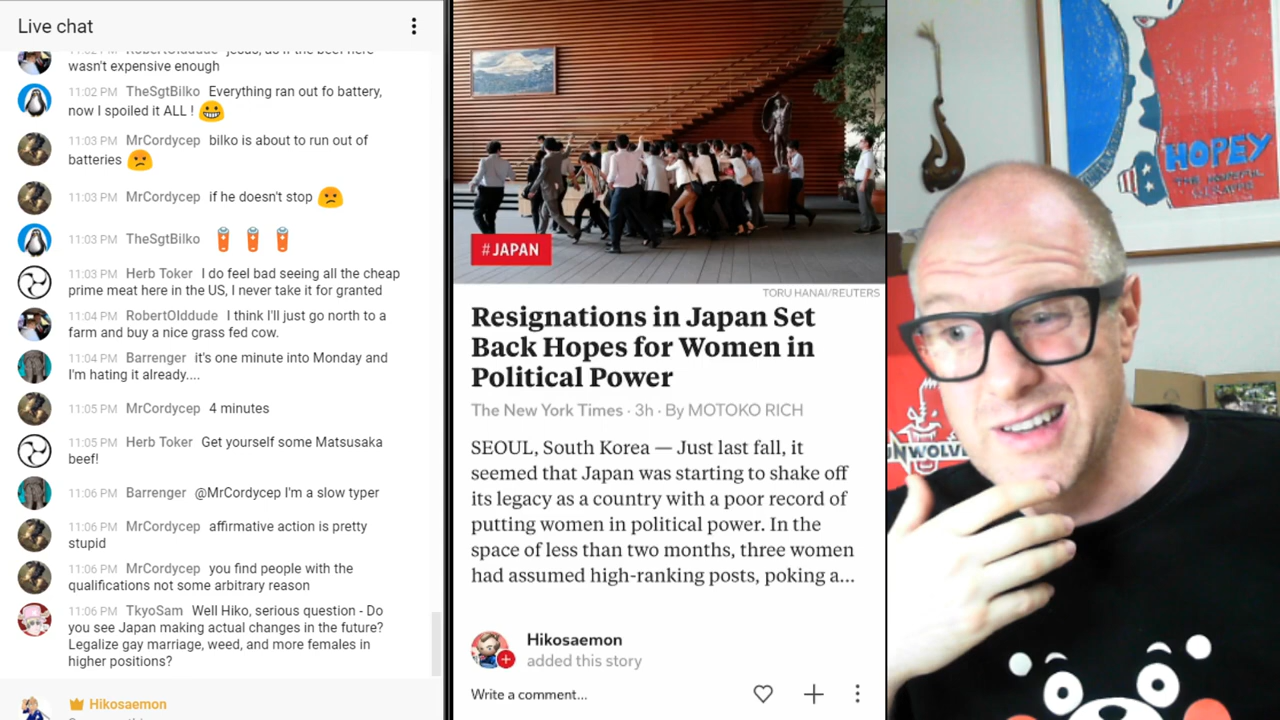 Live chat
wasn't expensive enough
11:02 PM TheSgtBilko Everything ran out fo battery,
now I spoiled it ALL !
11:03 PM MrCordycep bilko is about to run out of
batteries
11:03 PM MrCordycep if he doesn't stop
11:03 PM TheSgtBilko
11:03 PM Herb Toker I do feel bad seeing all the cheap
prime meat here in the US, I never take it for granted
11:04 PM RobertOlddude I think I'll just go north to a
farm and buy a nice grass fed cow.
11:04 PM Barrenger it's one minute into Monday and
I'm hating it already....
11:05 PM MrCordycep 4 minutes
11:05 PM Herb Toker Get yourself some Matsusaka
beef!
11:06 PM Barrenger @MrCordycep I'm a slow typer
11:06 PM MrCordycep affirmative action is pretty
stupid
11:06 PM MrCordycep you find people with the
qualifications not some arbitrary reason
11:06 PM TkyoSam Well Hiko, serious question - Do
you see Japan making actual changes in the future?
Legalize gay marriage, weed, and more females in
higher positions?
Hikosaemon
#JAPAN
TORU HANAI/REUTERS
Resignations in Japan Set
Back Hopes for Women in
Political Power
The New York Times · 3h · By MOTOKO RICH
SEOUL, South Korea — Just last fall, it
seemed that Japan was starting to shake off
its legacy as a country with a poor record of
putting women in political power. In the
space of less than two months, three women
had assumed high-ranking posts, poking a...
Hikosaemon
added this story
Write a comment...
HOPEY
THE HOPEFUL